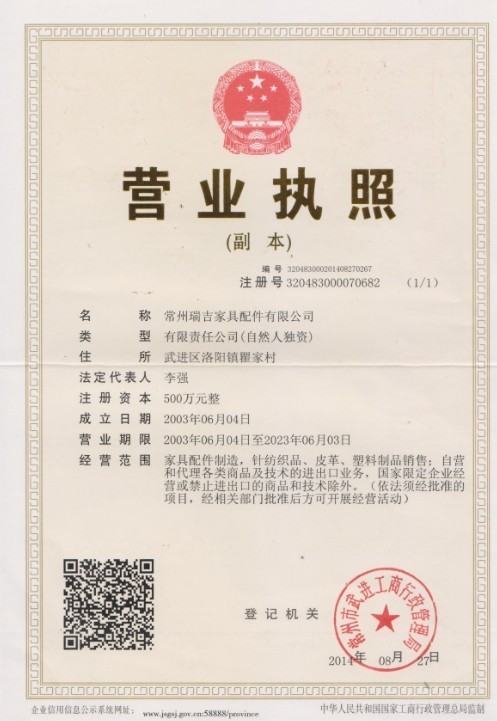 营业执照
(副 本)
编 号 320483000201408270267
注册号 320483000070682 (1/1)
名 称 常州瑞吉家具配件有限公司
类 型 有限责任公司(自然人独资)
住 所 武进区洛阳镇瞿家村
法定代表人 李强
注册资本 500万元整
成立日期 2003年06月04日
营业期限 2003年06月04日至2023年06月03日
经营范围 家具配件制造，针纺织品、皮革、塑料制品销售；自营
和代理各类商品及技术的进出口业务，国家限定企业经
营或禁止进出口的商品和技术除外。（依法须经批准的
项目，经相关部门批准后方可开展经营活动）
登记机关
常州市武进工商行政管理局
2014年 08月 27日
企业信用信息公示系统网址： www.jsgsj.gov.cn:58888/province
中华人民共和国国家工商行政管理总局监制